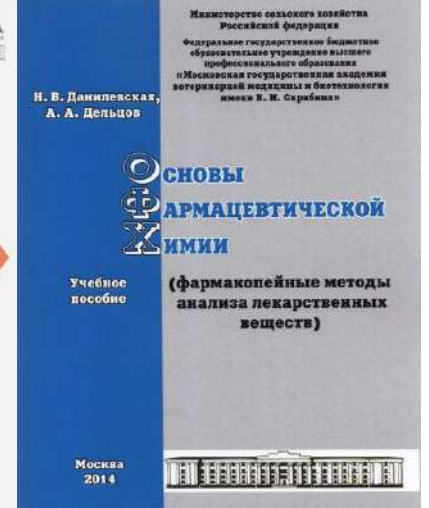 Министерство сельского хозяйства
Российской федерации
Федеральное государственное бюджетное
образовательное учреждение высшего
профессионального образования
«Московская государственная академия
ветеринарной медицины и биотехнологии
имени К. И. Скрябина»
Н. В. Данилевская,
А. А. Дельцов
ОСНОВЫ
ФАРМАЦЕВТИЧЕСКОЙ
ХИМИИ
Учебное
пособие
(фармакопейные методы
анализа лекарственных
веществ)
Москва
2014